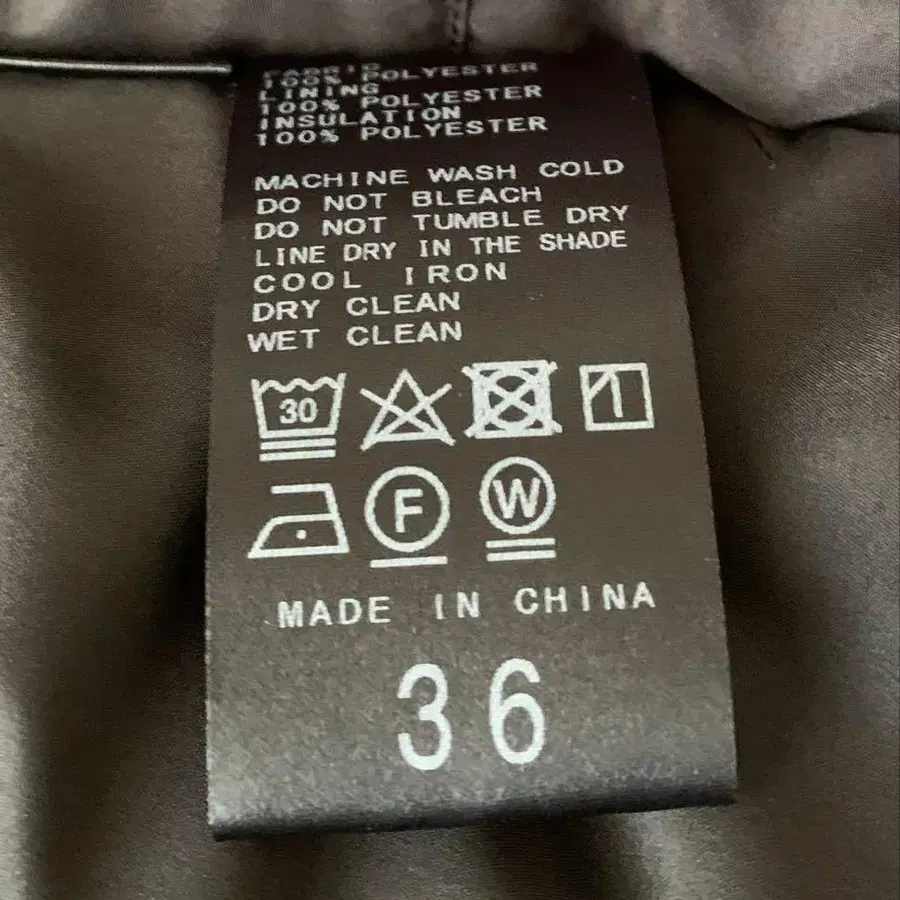 FABRIC
100% POLYESTER
LINING
100% POLYESTER
INSULATION
100% POLYESTER
MACHINE WASH COLD
DO NOT BLEACH
DO NOT TUMBLE DRY
LINE DRY IN THE SHADE
COOL IRON
DRY CLEAN
WET CLEAN
30
F W
MADE IN CHINA
36